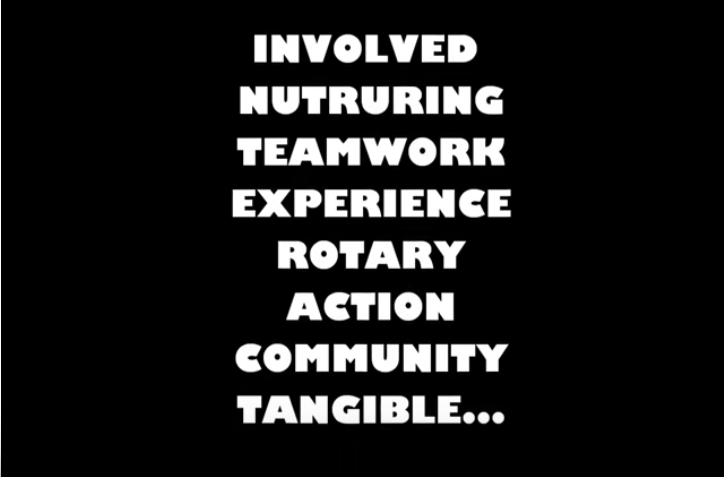 INVOLVED
NUTRURING
TEAMWORK
EXPERIENCE
ROTARY
ACTION
COMMUNITY
TANGIBLE...